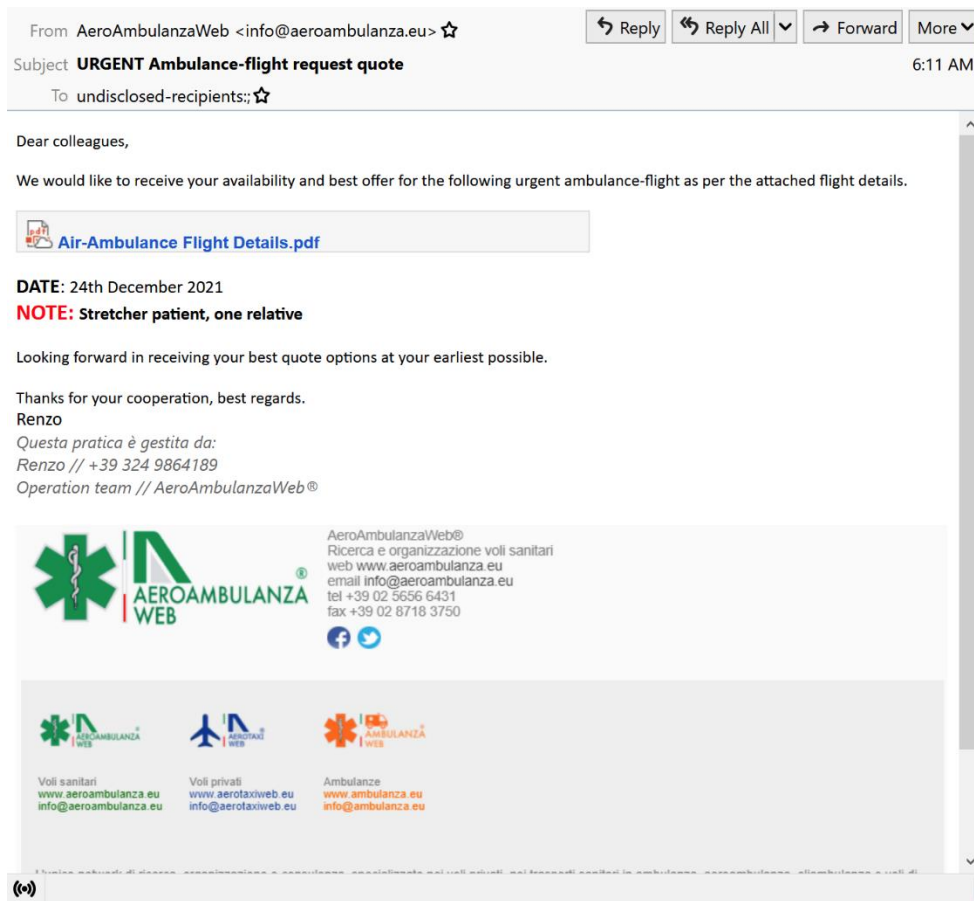 From AeroAmbulanzaWeb <info@aeroambulanza.eu>
Reply Reply All Forward More
Subject URGENT Ambulance-flight request quote
6:11 AM
To undisclosed-recipients:;
Dear colleagues,
We would like to receive your availability and best offer for the following urgent ambulance-flight as per the attached flight details.
pdf
Air-Ambulance Flight Details.pdf
DATE: 24th December 2021
NOTE: Stretcher patient, one relative
Looking forward in receiving your best quote options at your earliest possible.
Thanks for your cooperation, best regards.
Renzo
Questa pratica è gestita da:
Renzo // +39 324 9864189
Operation team // AeroAmbulanzaWeb®
AEROAMBULANZA ®
WEB
AeroAmbulanzaWeb®
Ricerca e organizzazione voli sanitari
web www.aeroambulanza.eu
email info@aeroambulanza.eu
tel +39 02 5656 6431
fax +39 02 8718 3750
AEROAMBULANZA®
WEB
AEROTAXI®
WEB
AMBULANZA®
WEB
Voli sanitari
www.aeroambulanza.eu
info@aeroambulanza.eu
Voli privati
www.aerotaxiweb.eu
info@aerotaxiweb.eu
Ambulanze
www.ambulanza.eu
info@ambulanza.eu